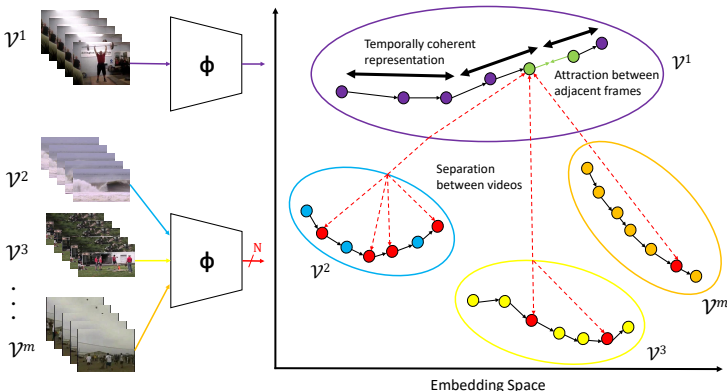 𝒱¹
ϕ
𝒱²
𝒱³
ϕ
N
⋮
𝒱ᵐ
Temporally coherent
representation
Attraction between
adjacent frames
𝒱¹
Separation
between videos
𝒱²
𝒱ᵐ
𝒱³
Embedding Space